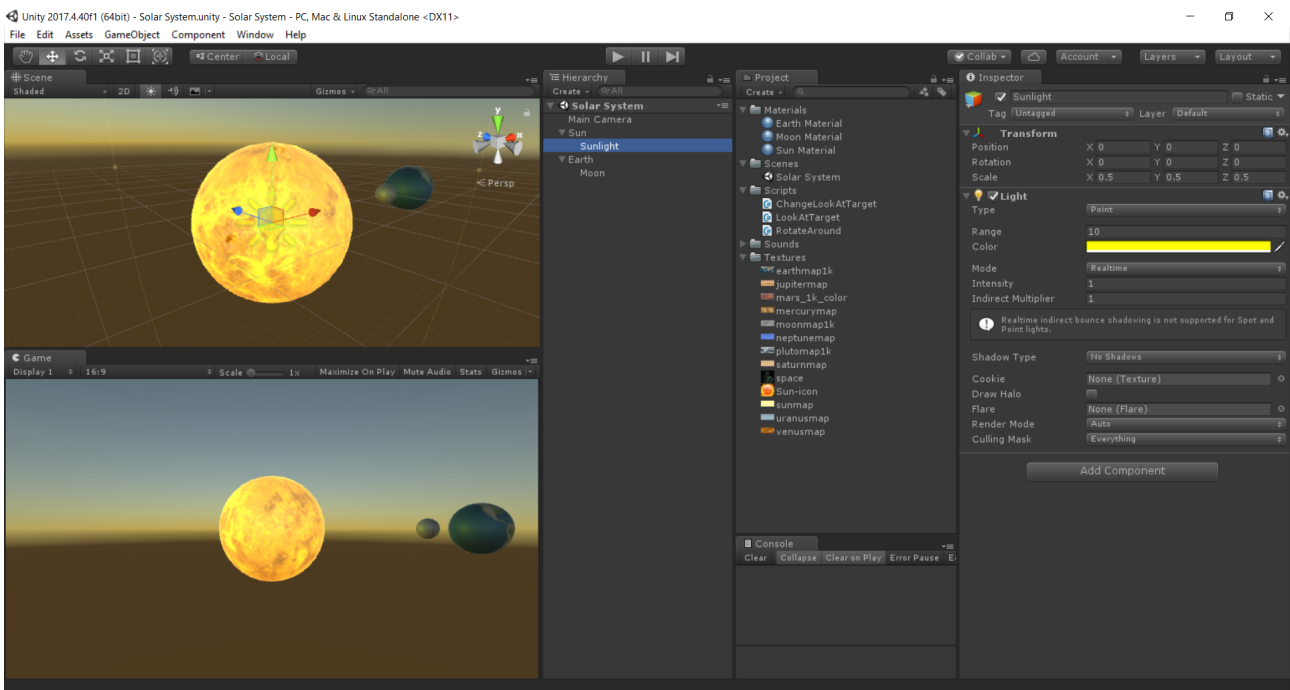 Unity 2017.4.40f1 (64bit) - Solar System.unity - Solar System - PC, Mac & Linux Standalone <DX11>
File Edit Assets GameObject Component Window Help
Center Local
Collab Account Layers Layout
Scene
Shaded 2D Gizmos All
y
z x
Persp
Game
Display 1 16:9 Scale 1x Maximize On Play Mute Audio Stats Gizmos
Hierarchy
Create All
Solar System
Main Camera
Sun
Sunlight
Earth
Moon
Project
Create
Materials
Earth Material
Moon Material
Sun Material
Scenes
Solar System
Scripts
ChangeLookAtTarget
LookAtTarget
RotateAround
Sounds
Textures
earthmap1k
jupitermap
mars_1k_color
mercurymap
moonmap1k
neptunemap
plutomap1k
saturnmap
space
Sun-icon
sunmap
uranusmap
venusmap
Console
Clear Collapse Clear on Play Error Pause
Inspector
Sunlight Static
Tag Untagged Layer Default
Transform
Position X 0 Y 0 Z 0
Rotation X 0 Y 0 Z 0
Scale X 0.5 Y 0.5 Z 0.5
Light
Type Point
Range 10
Color
Mode Realtime
Intensity 1
Indirect Multiplier 1
Realtime indirect bounce shadowing is not supported for Spot and
Point lights.
Shadow Type No Shadows
Cookie None (Texture)
Draw Halo
Flare None (Flare)
Render Mode Auto
Culling Mask Everything
Add Component